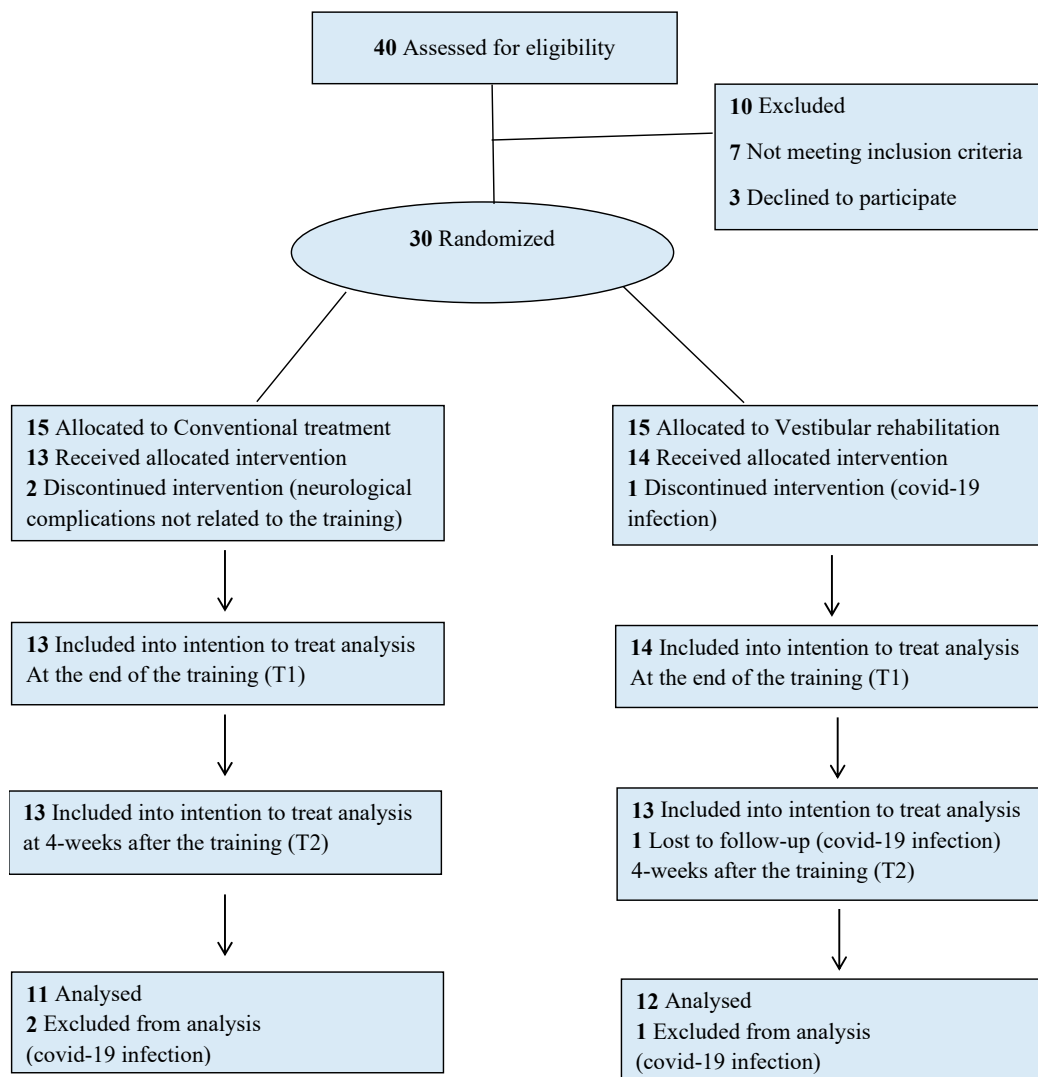 40 Assessed for eligibility
10 Excluded
7 Not meeting inclusion criteria
3 Declined to participate
30 Randomized
15 Allocated to Conventional treatment
13 Received allocated intervention
2 Discontinued intervention (neurological
complications not related to the training)
15 Allocated to Vestibular rehabilitation
14 Received allocated intervention
1 Discontinued intervention (covid-19
infection)
13 Included into intention to treat analysis
At the end of the training (T1)
14 Included into intention to treat analysis
At the end of the training (T1)
13 Included into intention to treat analysis
at 4-weeks after the training (T2)
13 Included into intention to treat analysis
1 Lost to follow-up (covid-19 infection)
4-weeks after the training (T2)
11 Analysed
2 Excluded from analysis
(covid-19 infection)
12 Analysed
1 Excluded from analysis
(covid-19 infection)